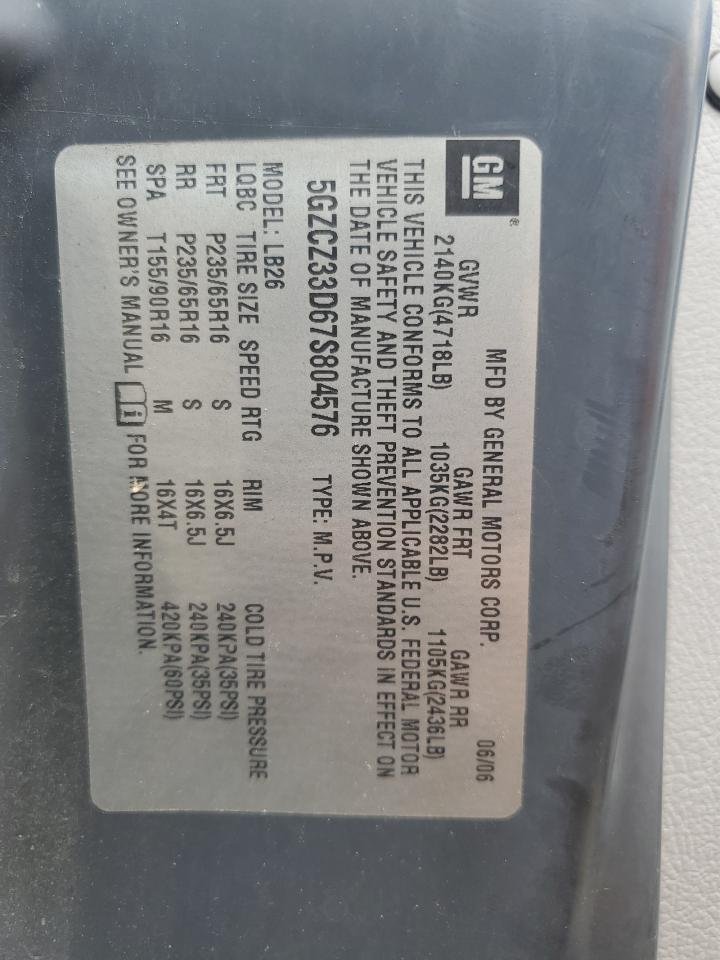 GM®
MFD BY GENERAL MOTORS CORP. 06/06
GVWR GAWR FRT GAWR RR
2140KG(4718LB) 1035KG(2282LB) 1105KG(2436LB)
THIS VEHICLE CONFORMS TO ALL APPLICABLE U.S. FEDERAL MOTOR
VEHICLE SAFETY AND THEFT PREVENTION STANDARDS IN EFFECT ON
THE DATE OF MANUFACTURE SHOWN ABOVE.
5GZCZ33D67S804576 TYPE: M.P.V.
MODEL: LB26
LQBC TIRE SIZE SPEED RTG RIM COLD TIRE PRESSURE
FRT P235/65R16 S 16X6.5J 240KPA(35PSI)
RR P235/65R16 S 16X6.5J 240KPA(35PSI)
SPA T155/90R16 M 16X4T 420KPA(60PSI)
SEE OWNER'S MANUAL i FOR MORE INFORMATION.